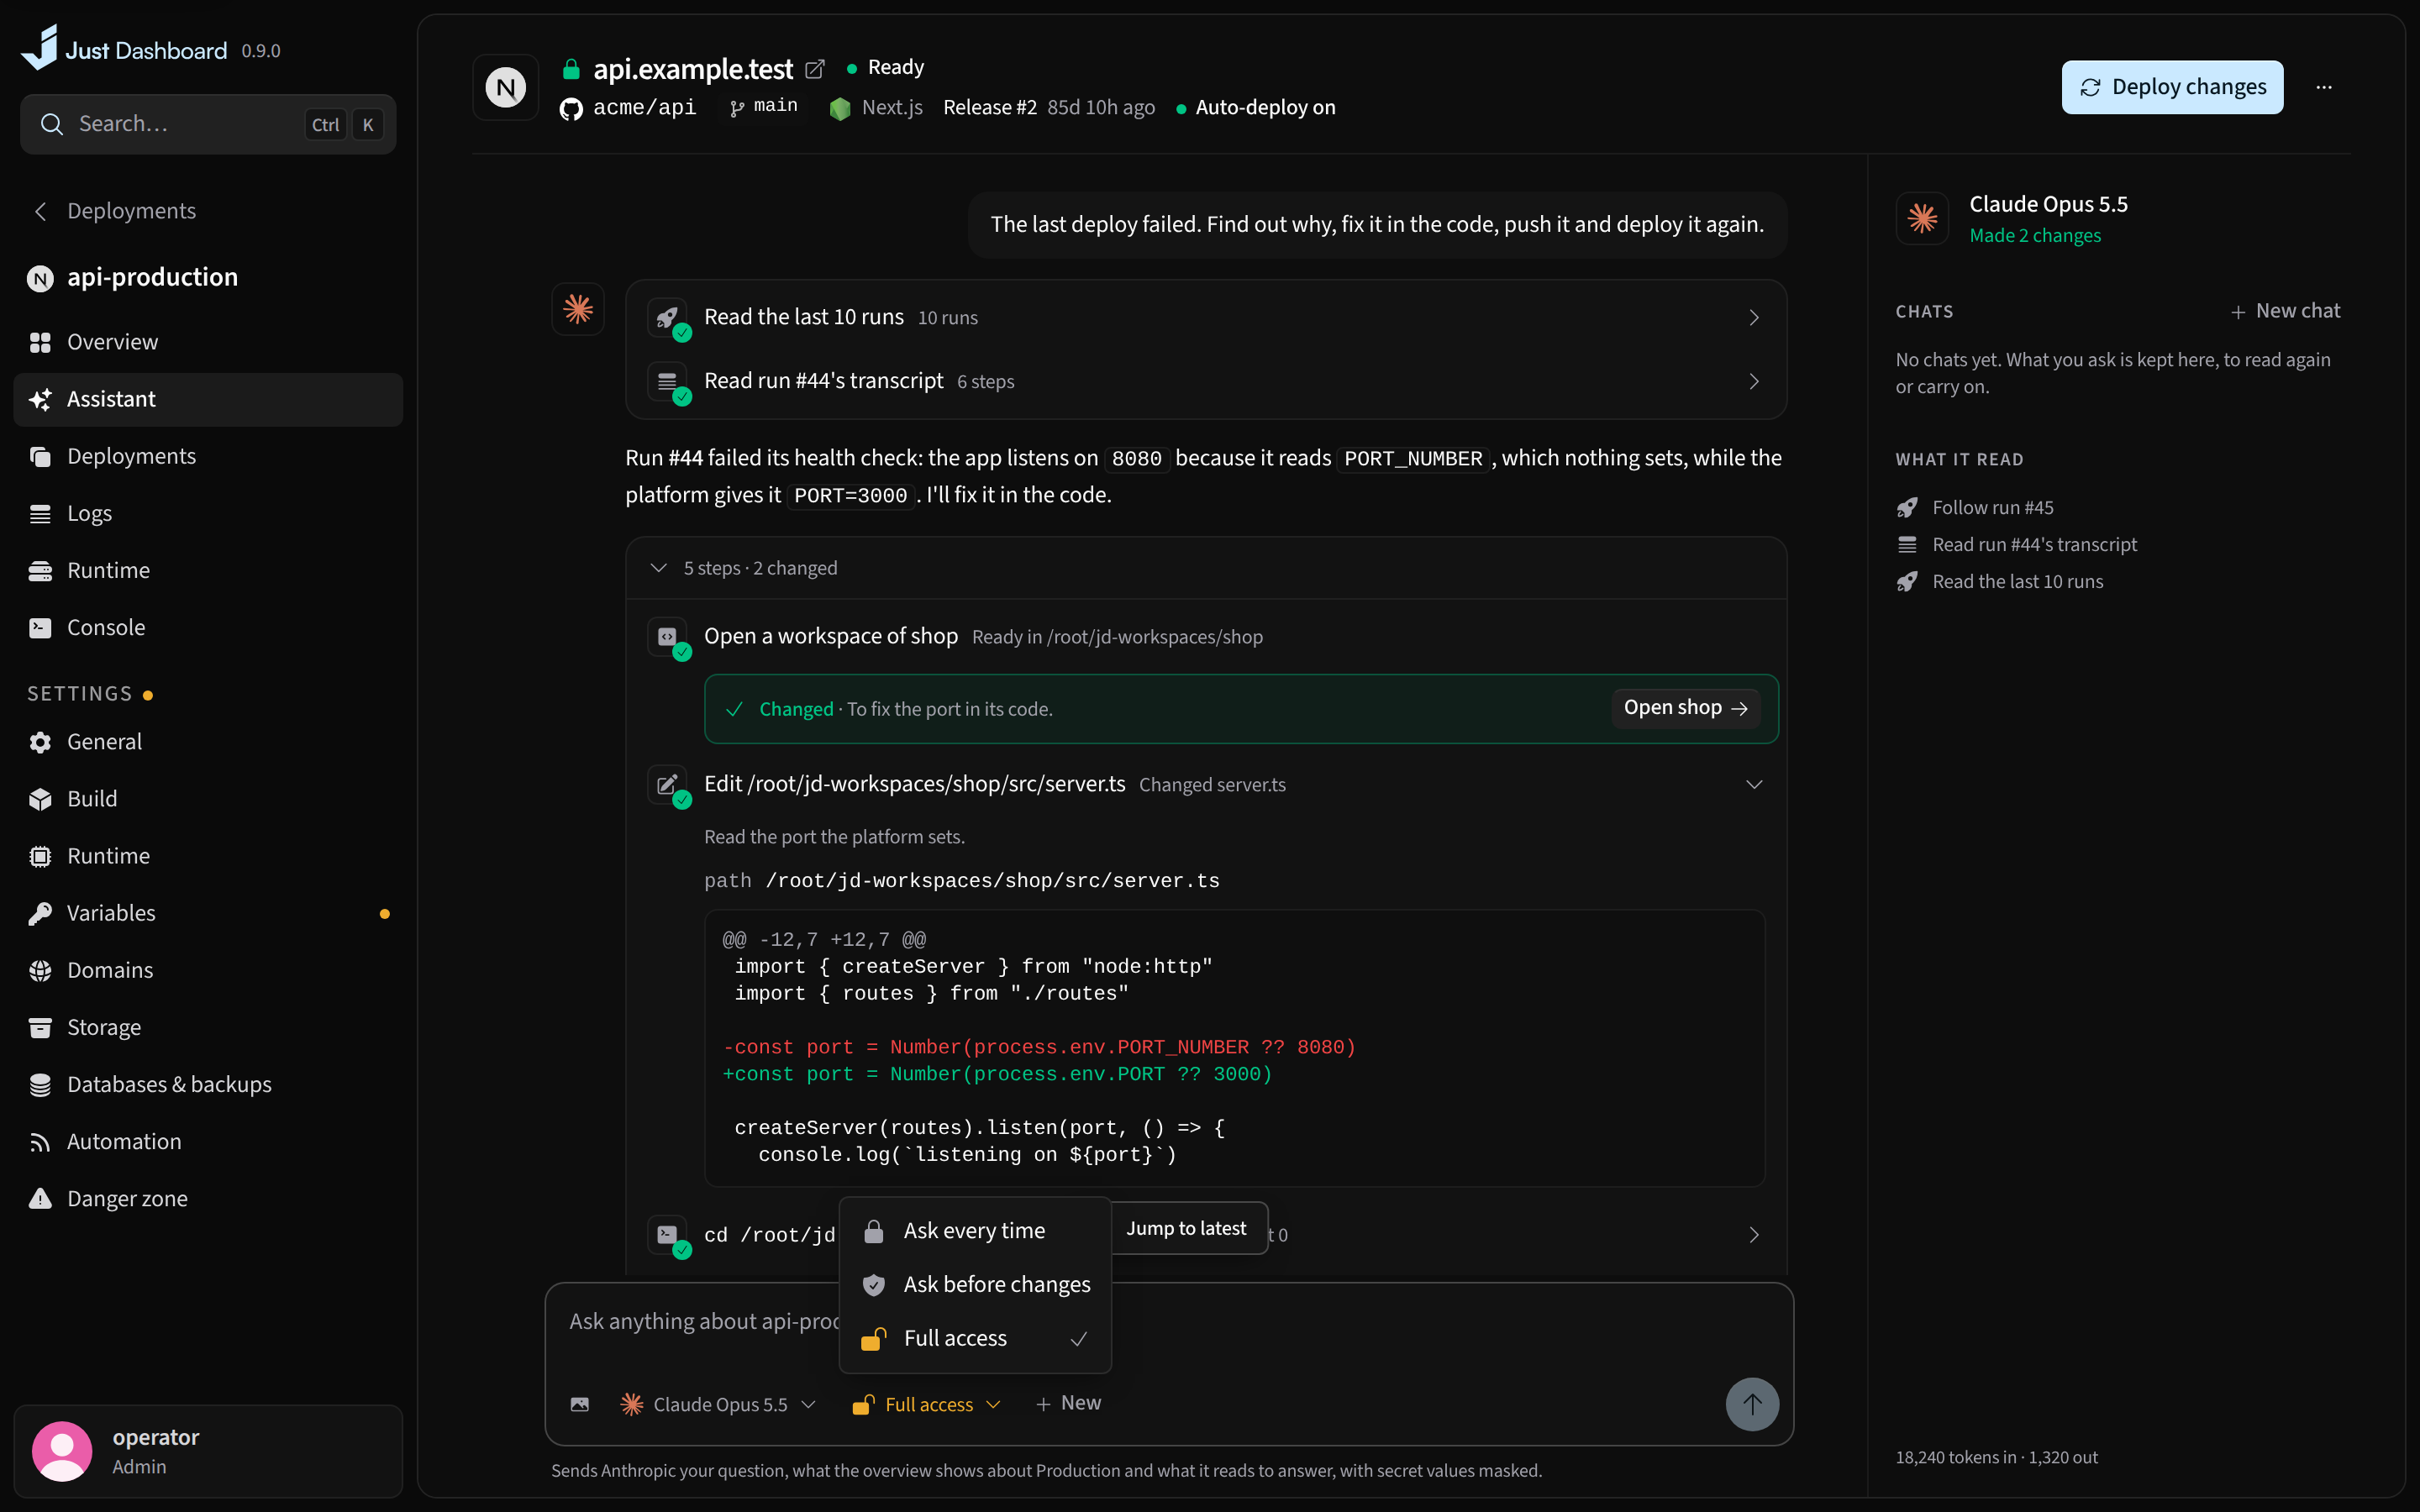 Just Dashboard 0.9.0
Search… Ctrl K
Deployments
api-production
Overview
Assistant
Deployments
Logs
Runtime
Console
SETTINGS
General
Build
Runtime
Variables
Domains
Storage
Databases & backups
Automation
Danger zone
operator
Admin
N
api.example.test Ready
acme/api main Next.js Release #2 85d 10h ago Auto-deploy on
Deploy changes
The last deploy failed. Find out why, fix it in the code, push it and deploy it again.
Read the last 10 runs 10 runs
Read run #44's transcript 6 steps
Run #44 failed its health check: the app listens on 8080 because it reads PORT_NUMBER, which nothing sets, while the
platform gives it PORT=3000. I'll fix it in the code.
5 steps · 2 changed
Open a workspace of shop Ready in /root/jd-workspaces/shop
Changed · To fix the port in its code.
Open shop
Edit /root/jd-workspaces/shop/src/server.ts Changed server.ts
Read the port the platform sets.
path /root/jd-workspaces/shop/src/server.ts
@@ -12,7 +12,7 @@
import { createServer } from "node:http"
import { routes } from "./routes"
-const port = Number(process.env.PORT_NUMBER ?? 8080)
+const port = Number(process.env.PORT ?? 3000)
createServer(routes).listen(port, () => {
console.log(`listening on ${port}`)
cd /root/jd
t 0
Jump to latest
Ask every time
Ask before changes
Full access
Ask anything about api-proc
Claude Opus 5.5 Full access New
Sends Anthropic your question, what the overview shows about Production and what it reads to answer, with secret values masked.
Claude Opus 5.5
Made 2 changes
CHATS New chat
No chats yet. What you ask is kept here, to read again
or carry on.
WHAT IT READ
Follow run #45
Read run #44's transcript
Read the last 10 runs
18,240 tokens in · 1,320 out